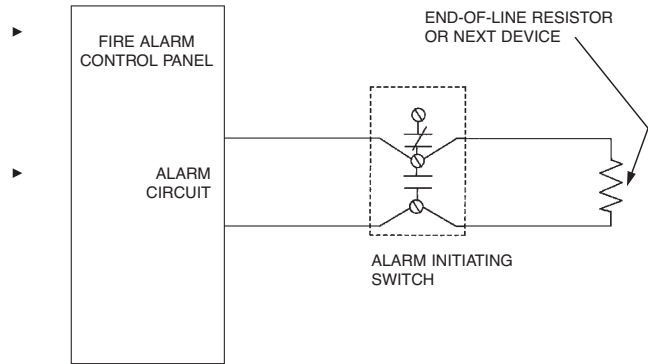 END-OF-LINE RESISTOR
OR NEXT DEVICE
FIRE ALARM
CONTROL PANEL
ALARM
CIRCUIT
ALARM INITIATING
SWITCH